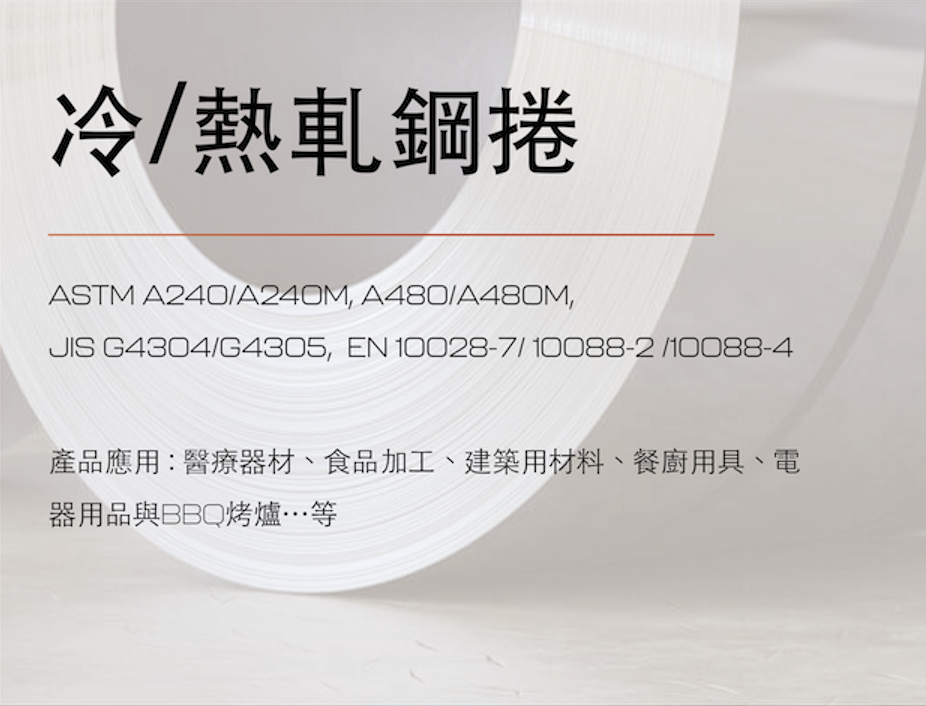 冷/熱軋鋼捲
ASTM A240/A240M, A480/A480M,
JIS G4304/G4305, EN 10028-7/ 10088-2 /10088-4
產品應用：醫療器材、食品加工、建築用材料、餐廚用具、電
器用品與BBQ烤爐⋯等